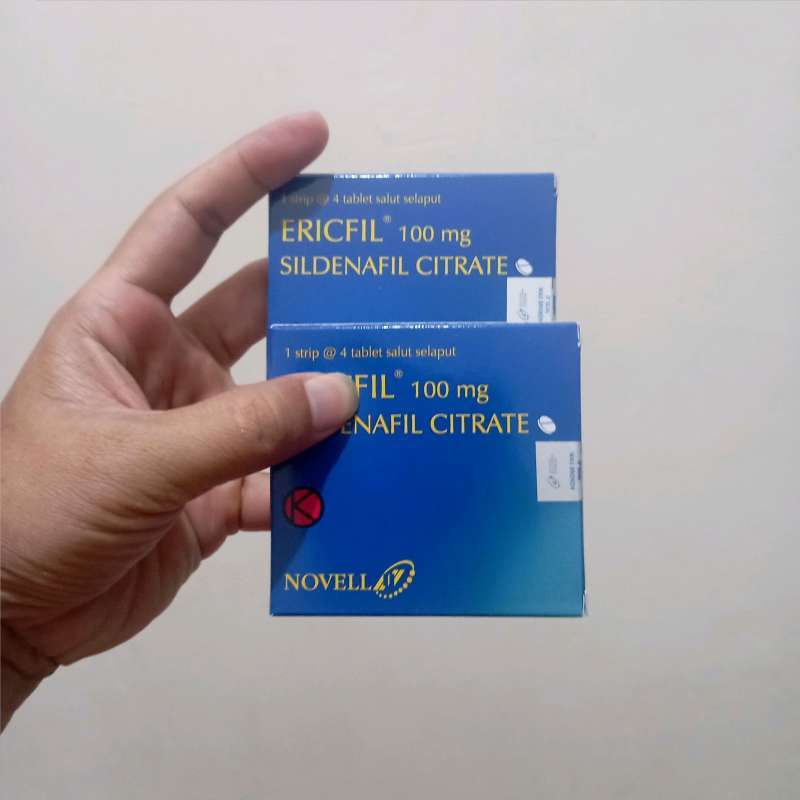 1 strip @ 4 tablet salut selaput
ERICFIL® 100 mg
SILDENAFIL CITRATE
1 strip @ 4 tablet salut selaput
FIL® 100 mg
ENAFIL CITRATE
K
NOVELL